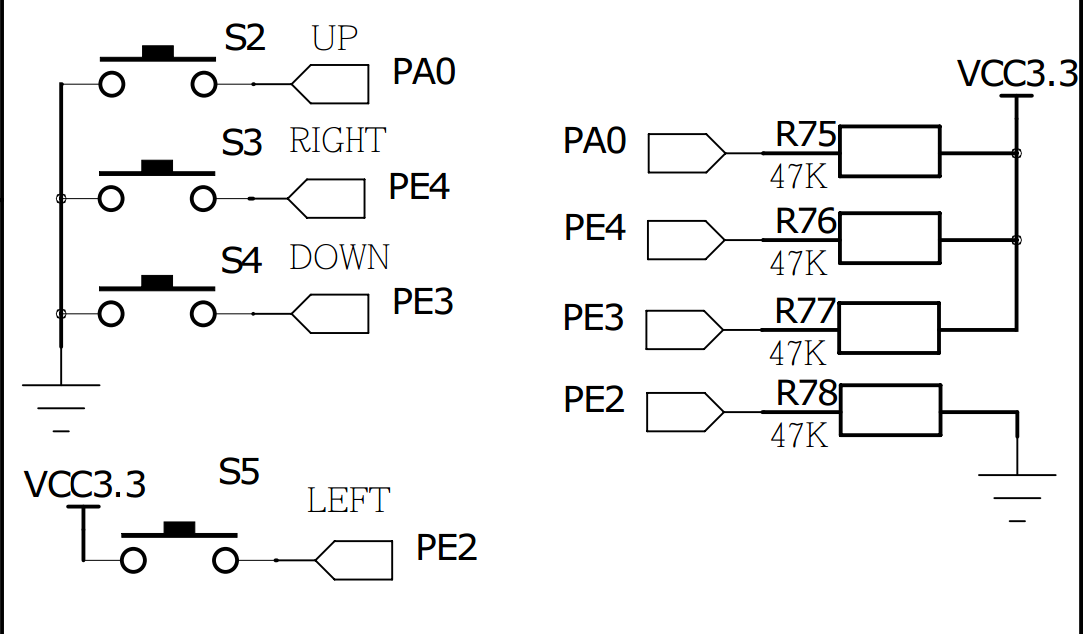 S2 UP
PA0
S3 RIGHT
PE4
S4 DOWN
PE3
VCC3.3
S5
LEFT
PE2
VCC3.3
PA0
R75
47K
PE4
R76
47K
PE3
R77
47K
PE2
R78
47K